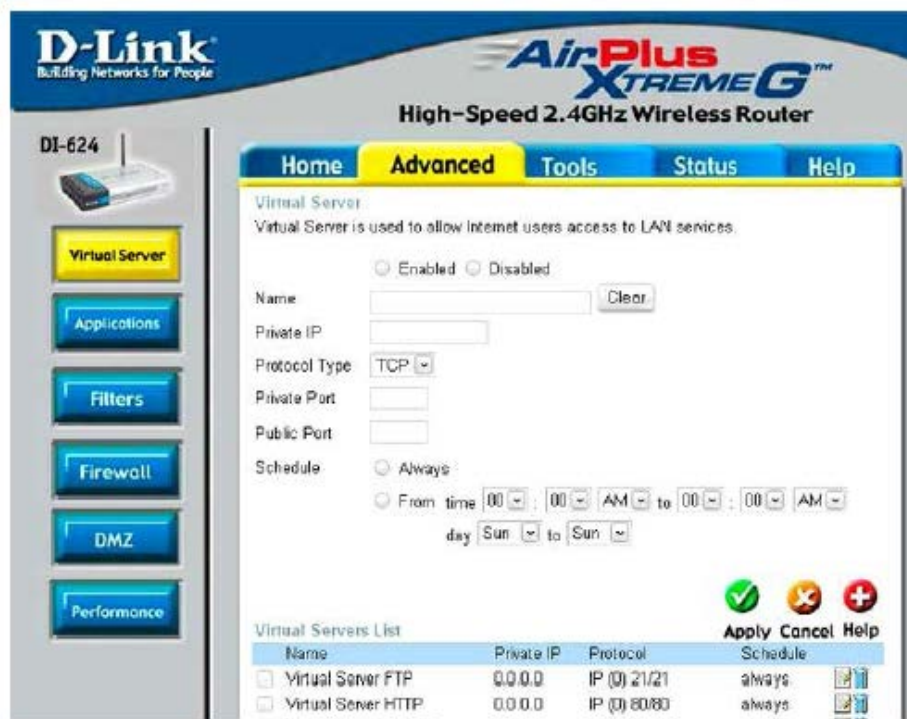 D-Link
Building Networks for People
AirPlus
XTREME G™
High-Speed 2.4GHz Wireless Router
DI-624
Home Advanced Tools Status Help
Virtual Server
Virtual Server is used to allow Internet users access to LAN services.
Virtual Server
Enabled Disabled
Name Clear
Applications
Private IP
Protocol Type TCP
Filters
Private Port
Public Port
Firewall
Schedule Always
From time 00 : 00 AM to 00 : 00 AM
day Sun to Sun
DMZ
Performance
Apply Cancel Help
Virtual Servers List
Name Private IP Protocol Schedule
Virtual Server FTP 0.0.0.0 IP (0) 21/21 always
Virtual Server HTTP 0.0.0.0 IP (0) 80/80 always